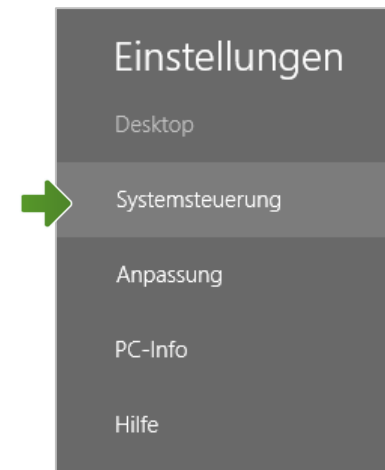 Einstellungen
Desktop
Systemsteuerung
Anpassung
PC-Info
Hilfe